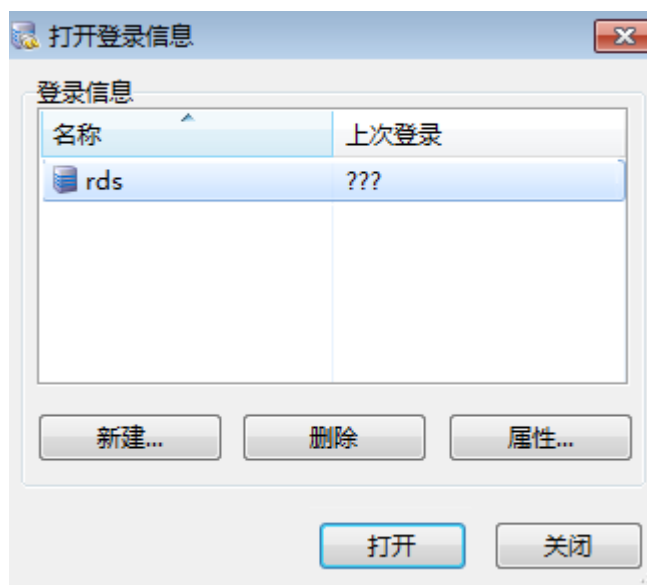 打开登录信息
登录信息
名称 上次登录
rds ???
新建... 删除 属性...
打开 关闭